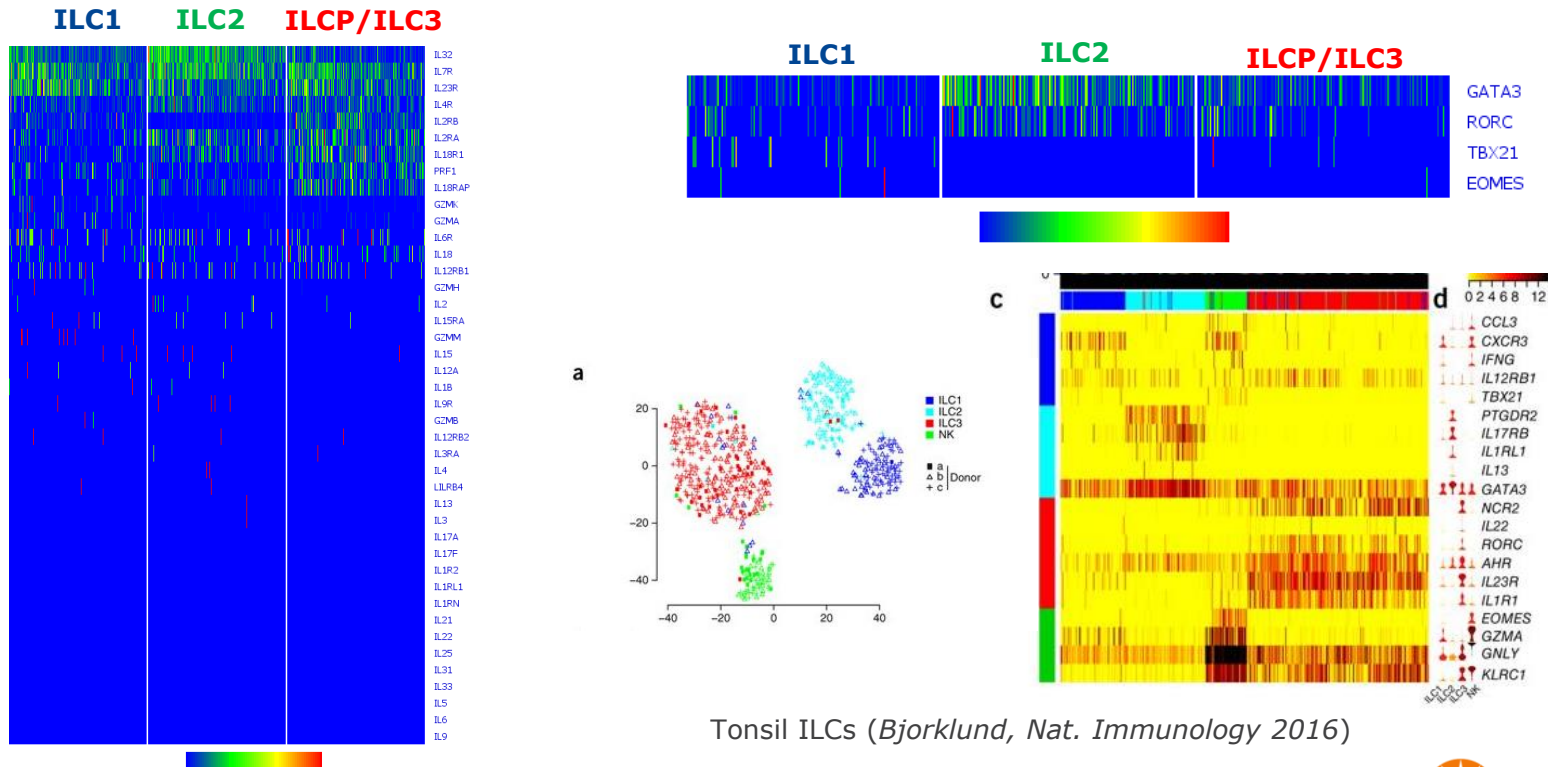 ILC1 ILC2 ILCP/ILC3
IL32
IL7R
IL23R
IL4R
IL2RB
IL2RA
IL18R1
PRF1
IL18RAP
GZMK
GZMA
IL6R
IL18
IL12RB1
GZMH
IL2
IL15RA
GZMM
IL15
IL12A
IL1B
IL9R
GZMB
IL12RB2
IL3RA
IL4
LILRB4
IL13
IL3
IL17A
IL17F
IL1R2
IL1RL1
IL1RN
IL21
IL22
IL25
IL31
IL33
IL5
IL6
IL9
ILC1 ILC2 ILCP/ILC3
GATA3
RORC
TBX21
EOMES
a
20
0
−20
−40
−40 −20 0 20 40
ILC1
ILC2
ILC3
NK
a
b Donor
c
c
0
d
0 2 4 6 8 12
CCL3
CXCR3
IFNG
IL12RB1
TBX21
PTGDR2
IL17RB
IL1RL1
IL13
GATA3
NCR2
IL22
RORC
AHR
IL23R
IL1R1
EOMES
GZMA
GNLY
KLRC1
ILC1 ILC2 ILC3 NK
Tonsil ILCs (Bjorklund, Nat. Immunology 2016)